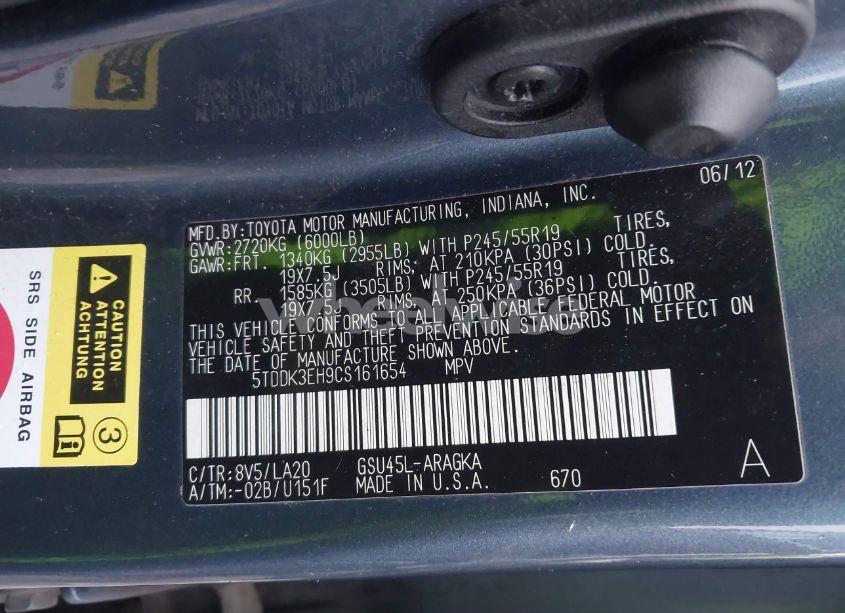 06/12
MFD.BY:TOYOTA MOTOR MANUFACTURING, INDIANA, INC.
GVWR:2720KG (6000LB)
GAWR:FRT. 1340KG (2955LB) WITH P245/55R19 TIRES,
19X7.5J RIMS, AT 210KPA (30PSI) COLD.
RR. 1585KG (3505LB) WITH P245/55R19 TIRES,
19X7.5J RIMS, AT 250KPA (36PSI) COLD.
THIS VEHICLE CONFORMS TO ALL APPLICABLE FEDERAL MOTOR
VEHICLE SAFETY AND THEFT PREVENTION STANDARDS IN EFFECT ON
THE DATE OF MANUFACTURE SHOWN ABOVE.
5TDDK3EH9CS161654 MPV
C/TR:8V5/LA20 GSU45L-ARAGKA
A/TM:-02B/U151F MADE IN U.S.A. 670
A
SRS SIDE AIRBAG
CAUTION
ATTENTION
ACHTUNG
3